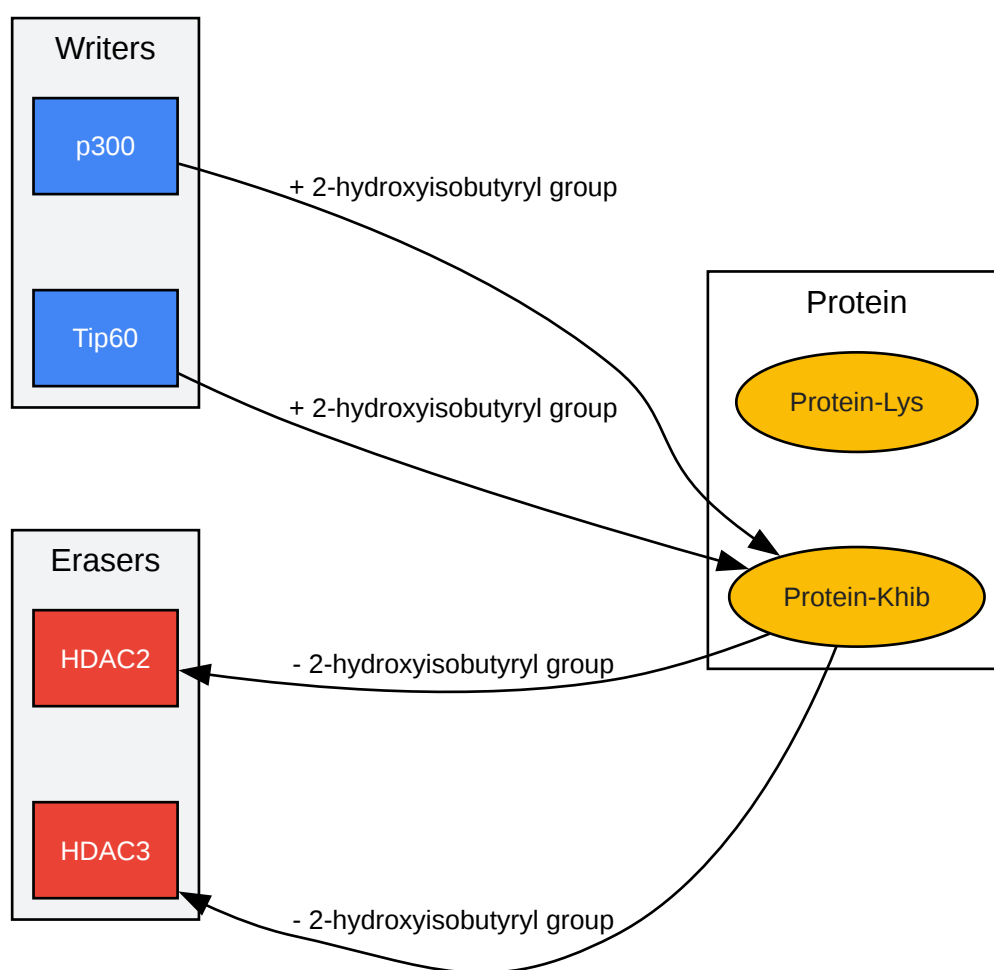 Writers
p300
+ 2-hydroxyisobutyryl group
Tip60
+ 2-hydroxyisobutyryl group
Protein
Protein-Lys
Protein-Khib
Erasers
HDAC2
- 2-hydroxyisobutyryl group
HDAC3
- 2-hydroxyisobutyryl group